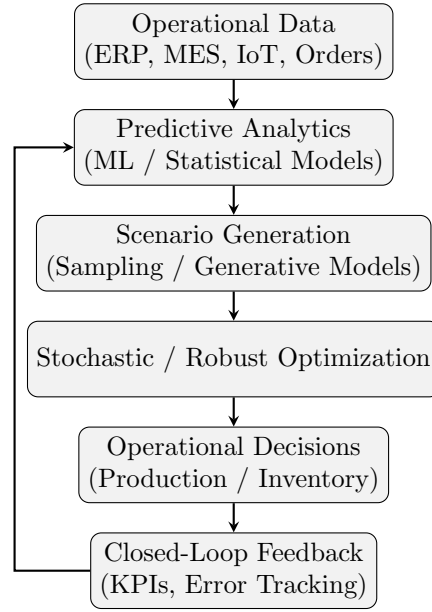 Operational Data
(ERP, MES, IoT, Orders)
Predictive Analytics
(ML / Statistical Models)
Scenario Generation
(Sampling / Generative Models)
Stochastic / Robust Optimization
Operational Decisions
(Production / Inventory)
Closed-Loop Feedback
(KPIs, Error Tracking)